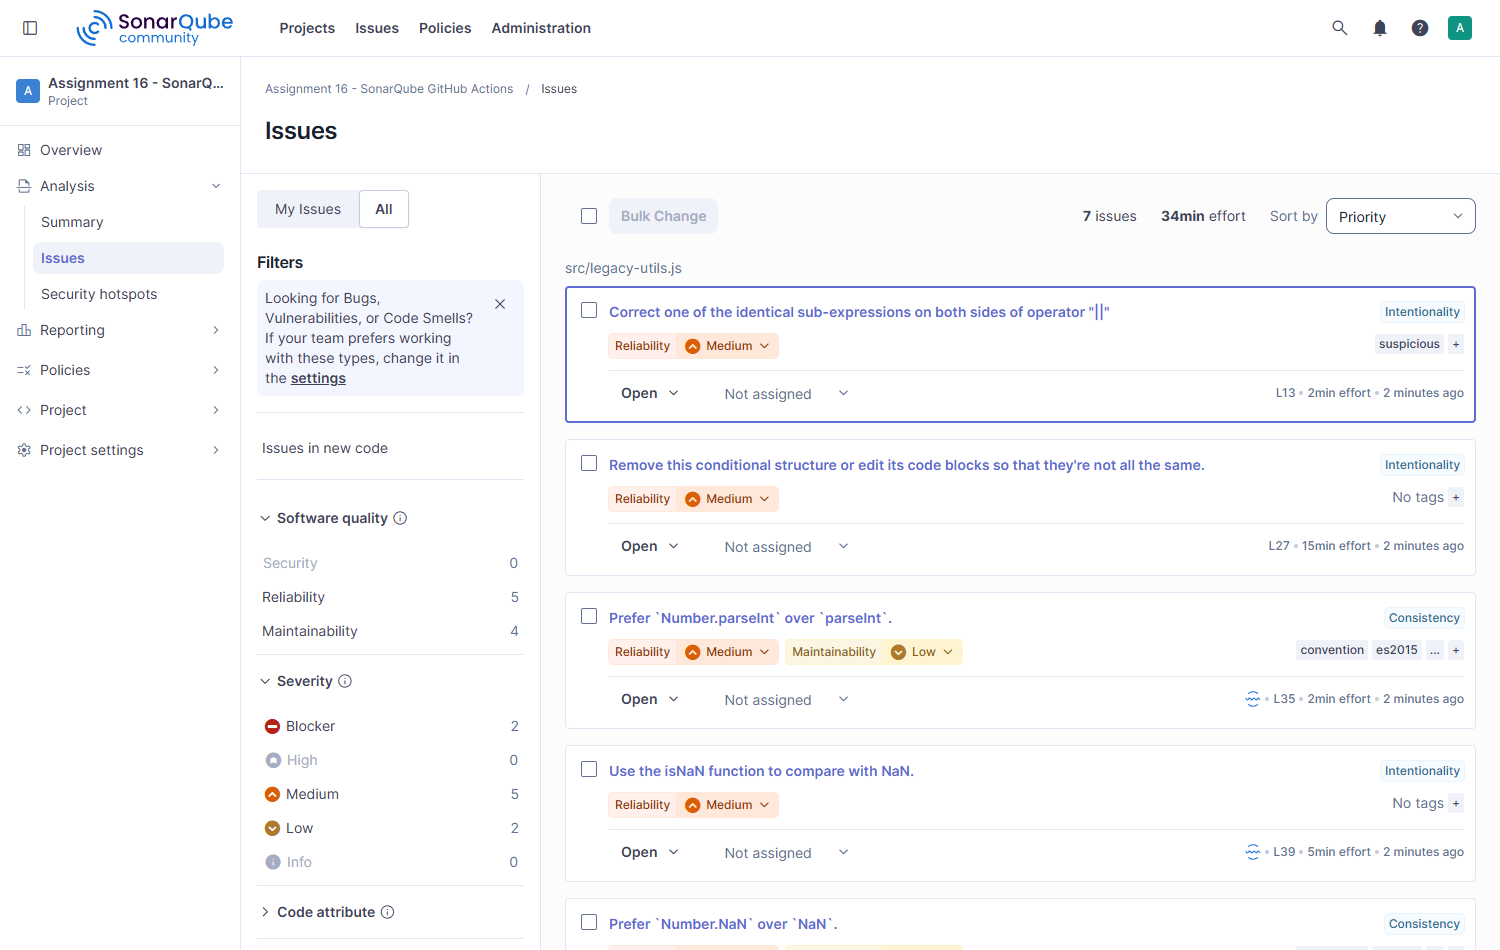 SonarQube
community
Projects
Issues
Policies
Administration
?
A
A
Assignment 16 - SonarQ...
Project
Overview
Analysis
Summary
Issues
Security hotspots
Reporting
Policies
Project
Project settings
Assignment 16 - SonarQube GitHub Actions / Issues
Issues
My Issues
All
Filters
Looking for Bugs,
Vulnerabilities, or Code Smells?
If your team prefers working
with these types, change it in
the settings
Issues in new code
Software quality
Security 0
Reliability 5
Maintainability 4
Severity
Blocker 2
High 0
Medium 5
Low 2
Info 0
Code attribute
Bulk Change
7 issues 34min effort Sort by Priority
src/legacy-utils.js
Correct one of the identical sub-expressions on both sides of operator "||" Intentionality
Reliability Medium suspicious +
Open Not assigned L13 • 2min effort • 2 minutes ago
Remove this conditional structure or edit its code blocks so that they're not all the same. Intentionality
Reliability Medium No tags +
Open Not assigned L27 • 15min effort • 2 minutes ago
Prefer `Number.parseInt` over `parseInt`. Consistency
Reliability Medium Maintainability Low convention es2015 ... +
Open Not assigned • L35 • 2min effort • 2 minutes ago
Use the isNaN function to compare with NaN. Intentionality
Reliability Medium No tags +
Open Not assigned • L39 • 5min effort • 2 minutes ago
Prefer `Number.NaN` over `NaN`. Consistency